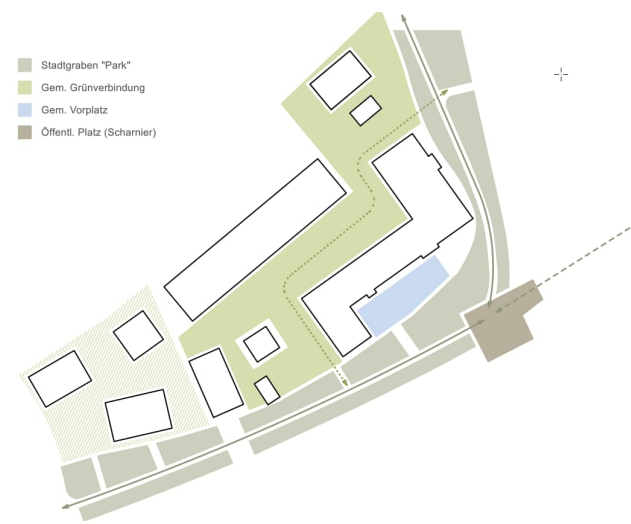 Stadtgraben "Park"
Gem. Grünverbindung
Gem. Vorplatz
Öffentl. Platz (Scharnier)